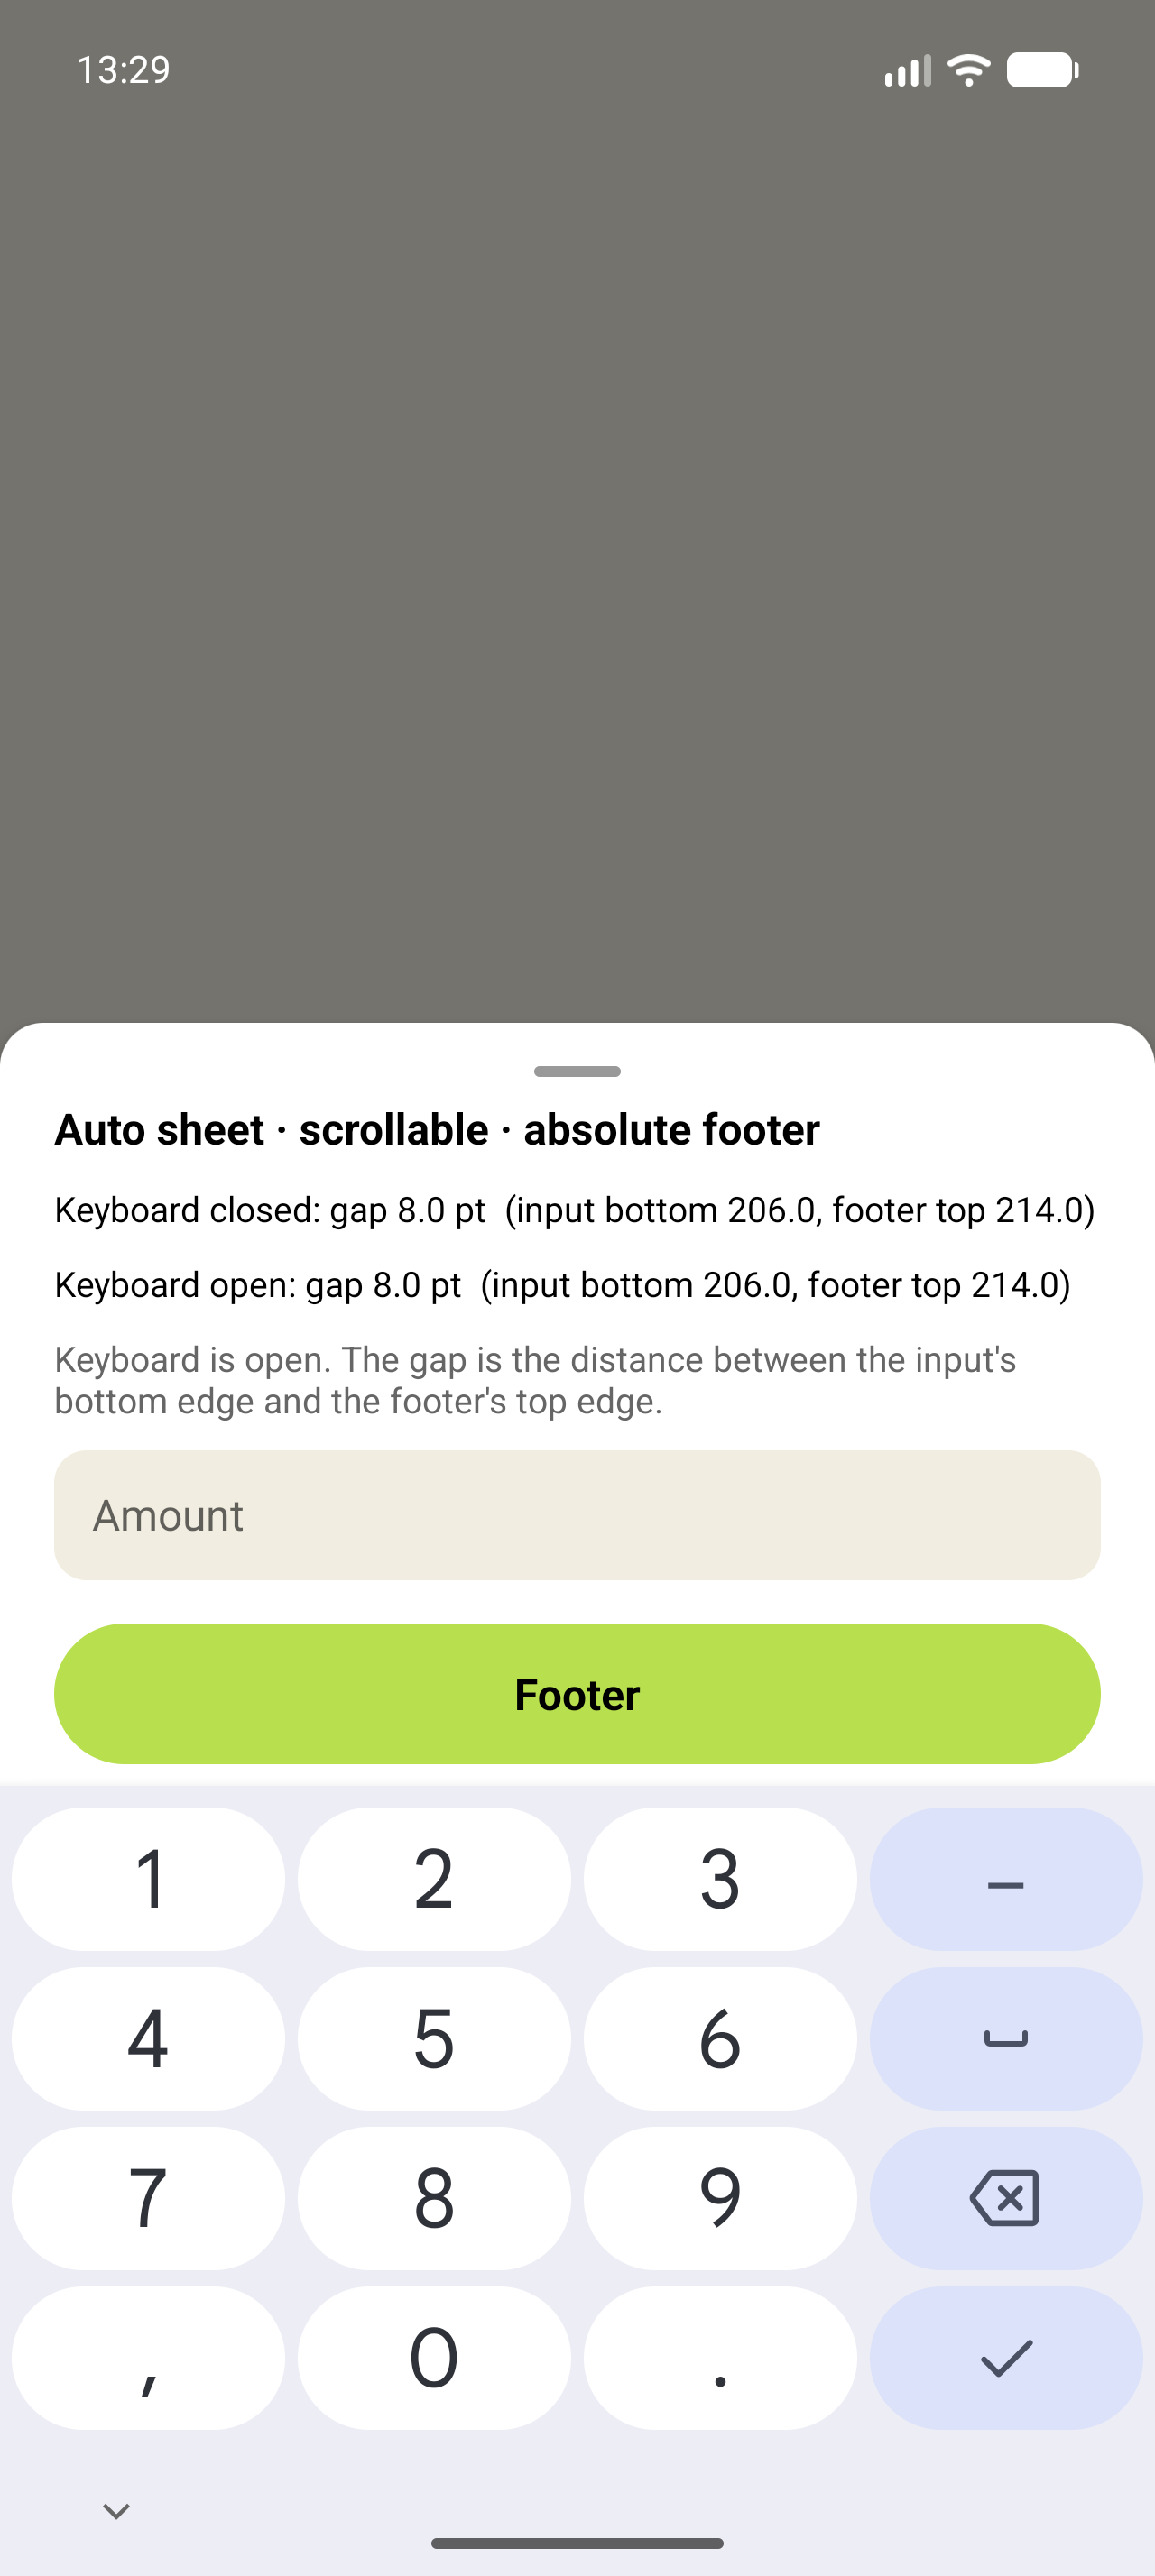 13:29
Auto sheet · scrollable · absolute footer
Keyboard closed: gap 8.0 pt  (input bottom 206.0, footer top 214.0)
Keyboard open: gap 8.0 pt  (input bottom 206.0, footer top 214.0)
Keyboard is open. The gap is the distance between the input's
bottom edge and the footer's top edge.
Amount
Footer
1 2 3 –
4 5 6
7 8 9
, 0 .